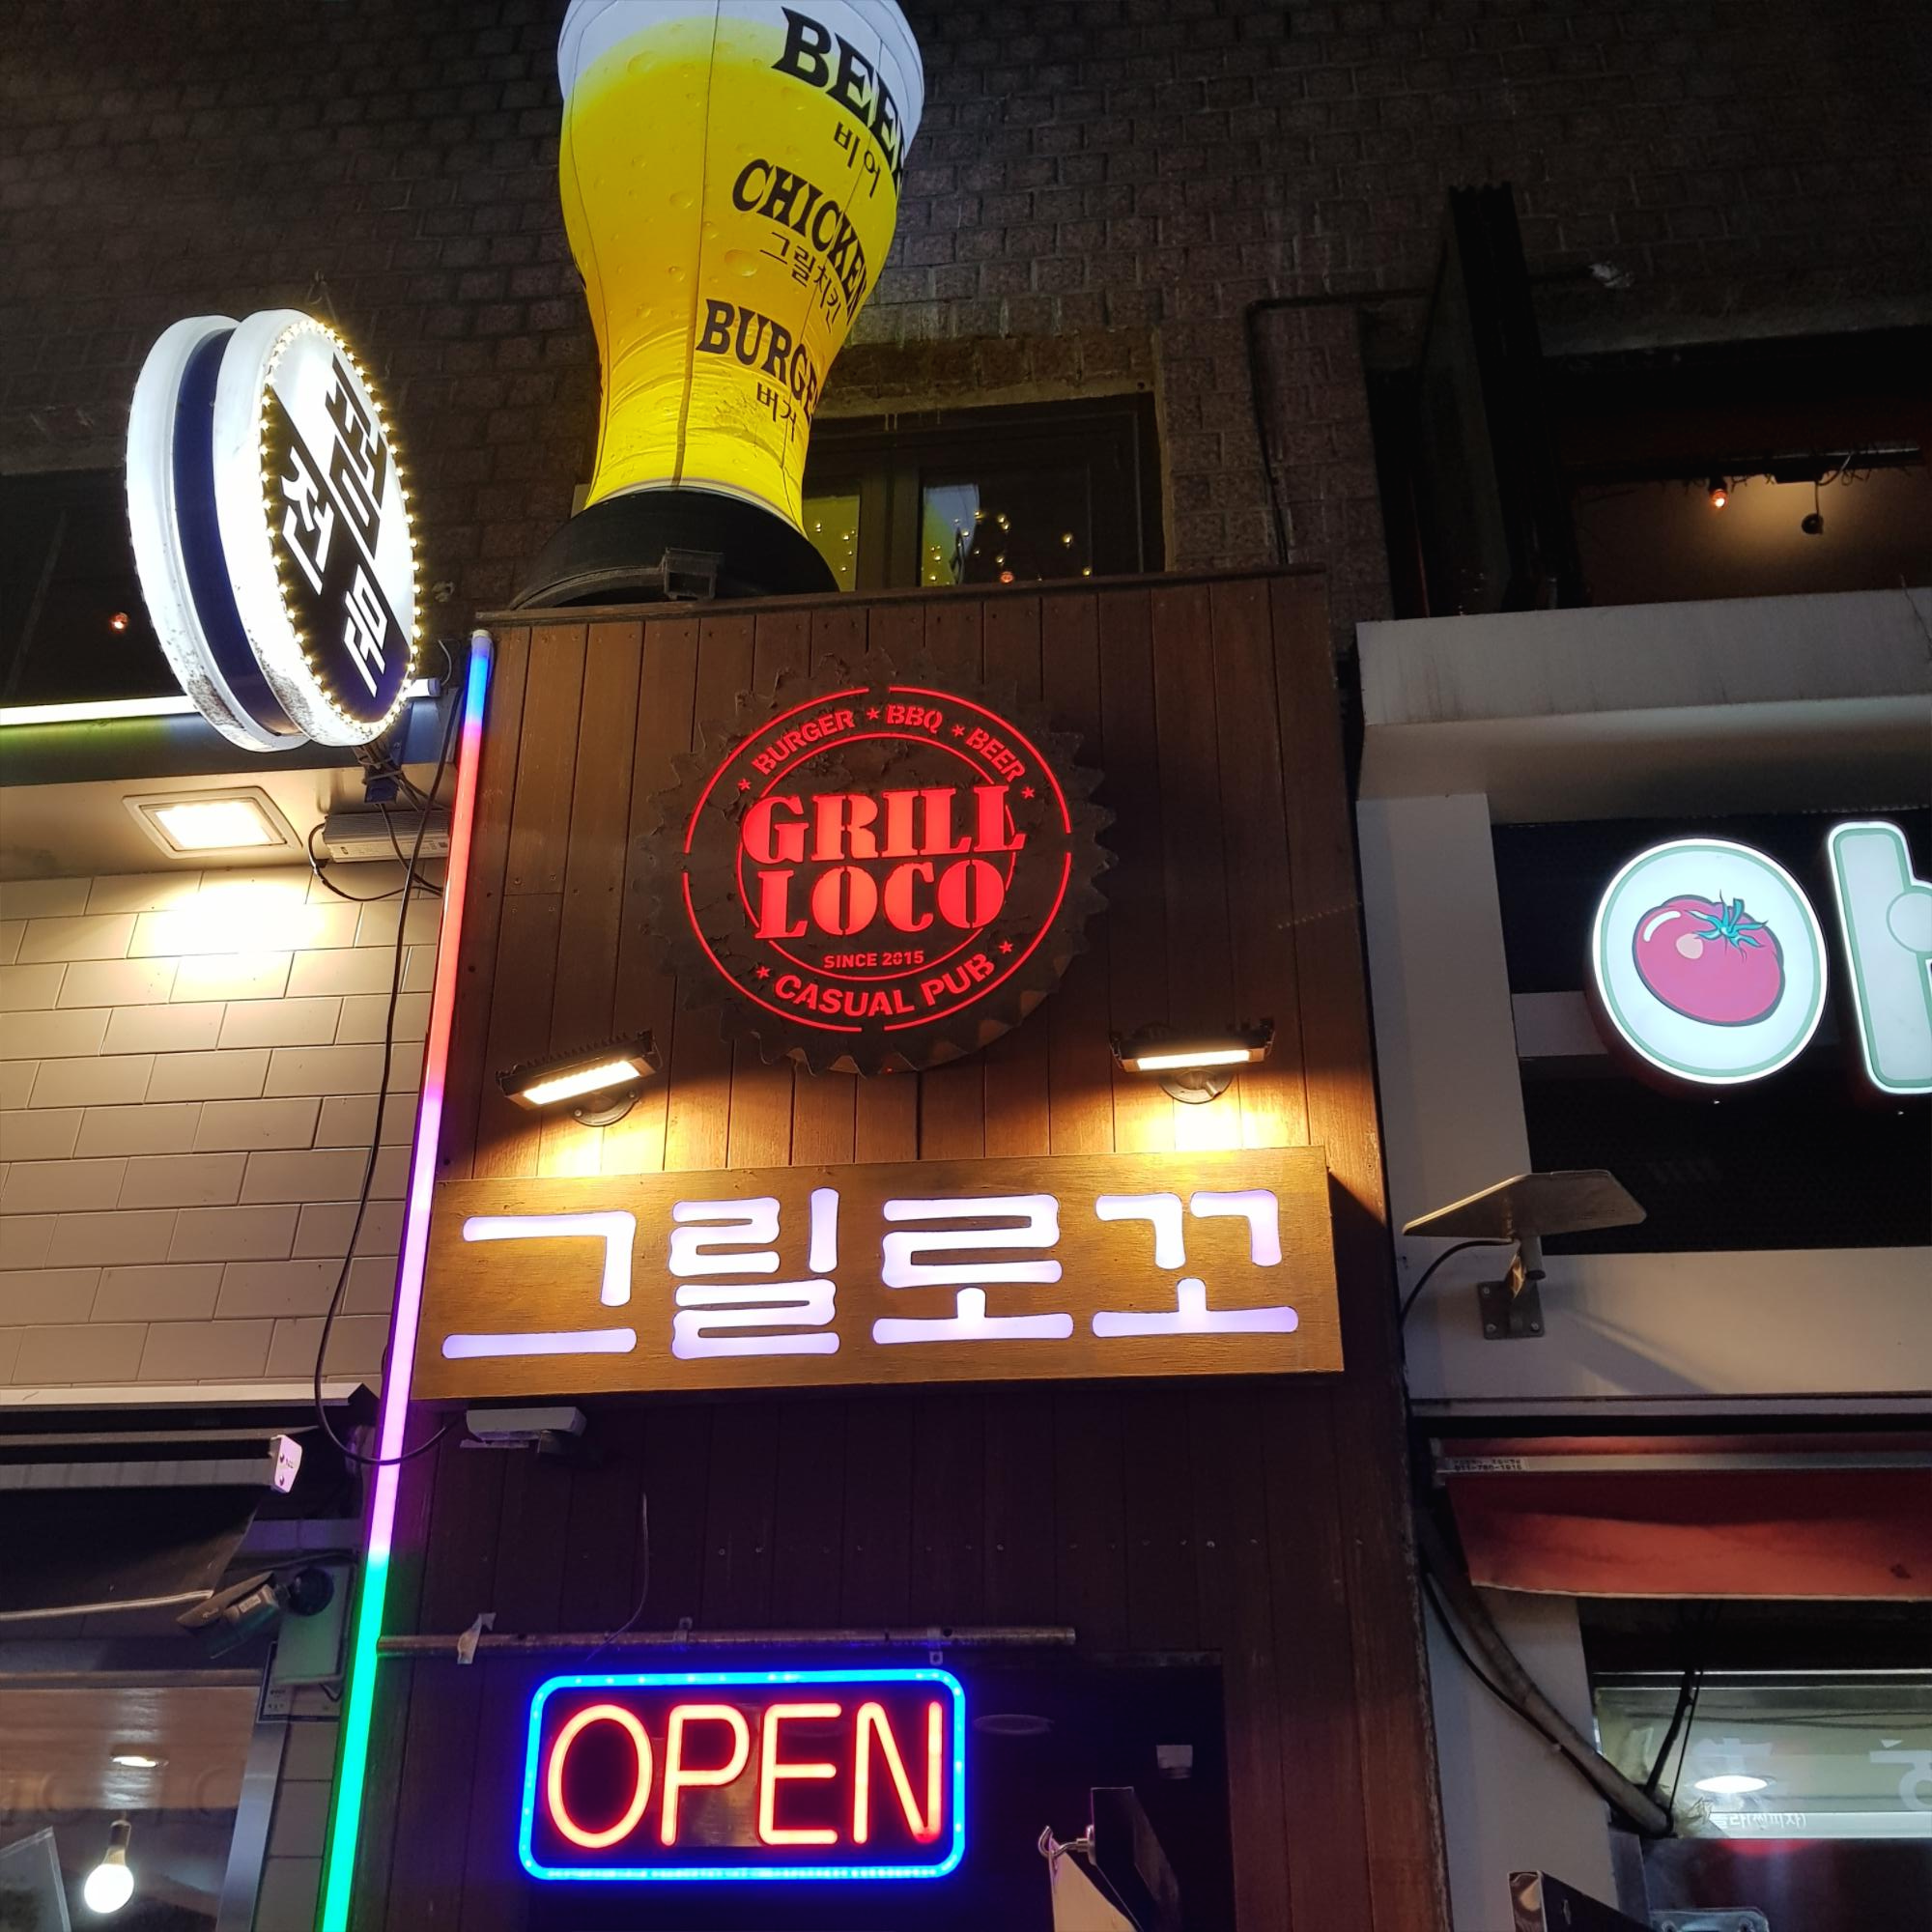 BEER
비어
CHICKEN
그릴치킨
BURGER
버거
BURGER * BBQ * BEER
GRILL
LOCO
SINCE 2015
CASUAL PUB
그릴로꼬
OPEN